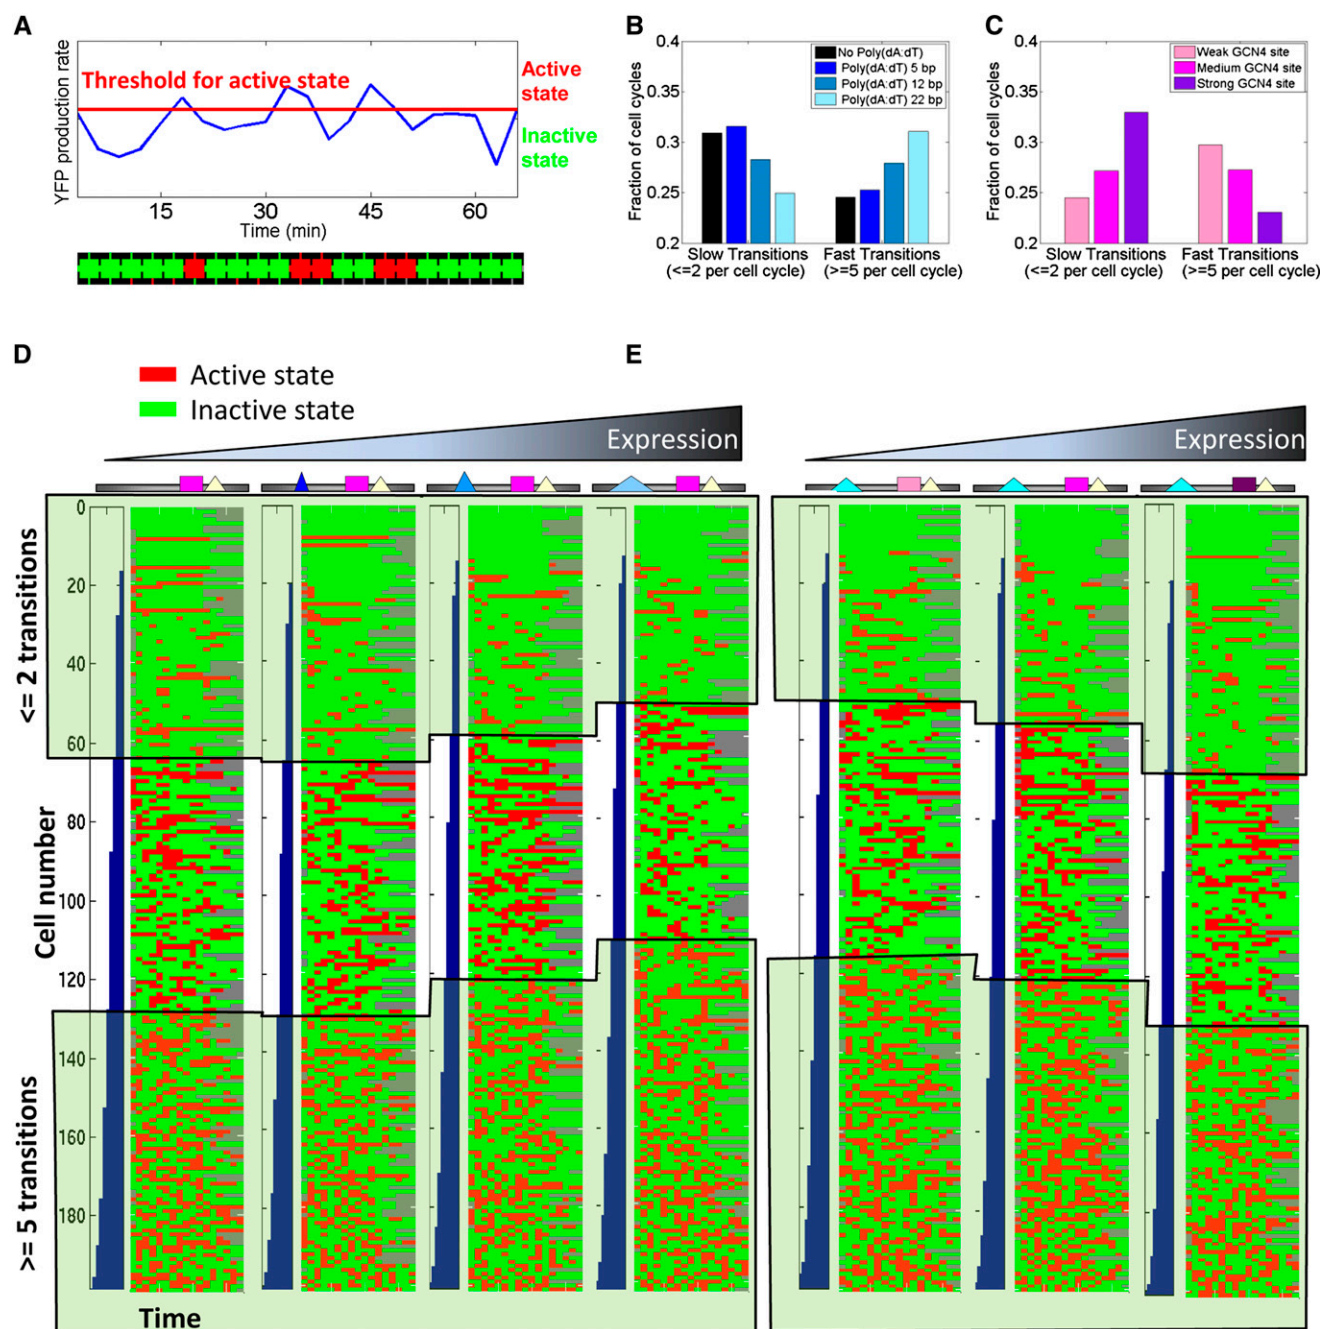 A
YFP production rate
Threshold for active state
Active
state
Inactive
state
15
30
45
60
Time (min)
B
Fraction of cell cycles
0.4
0.35
0.3
0.25
0.2
No Poly(dA:dT)
Poly(dA:dT) 5 bp
Poly(dA:dT) 12 bp
Poly(dA:dT) 22 bp
Slow Transitions
(<=2 per cell cycle)
Fast Transitions
(>=5 per cell cycle)
C
Fraction of cell cycles
0.4
0.35
0.3
0.25
0.2
Weak GCN4 site
Medium GCN4 site
Strong GCN4 site
Slow Transitions
(<=2 per cell cycle)
Fast Transitions
(>=5 per cell cycle)
D
Active state
Inactive state
Expression
E
Expression
<= 2 transitions
Cell number
>= 5 transitions
0
20
40
60
80
100
120
140
160
180
Time